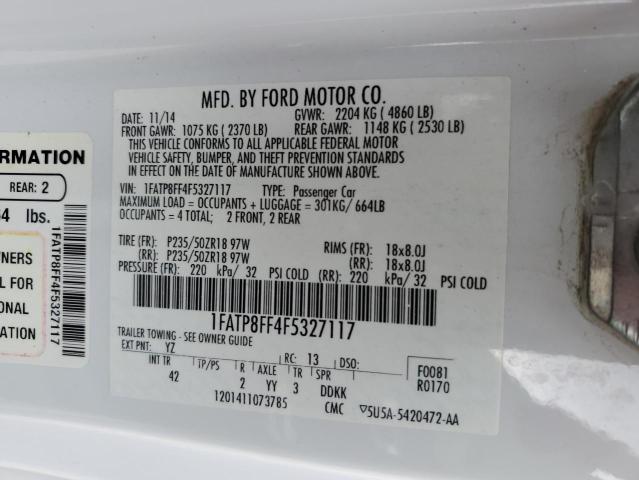 MFD. BY FORD MOTOR CO.
11/14 GVWR: 2204 KG (4860 LB)
FRONT GAWR: 1075 KG (2370 LB) REAR GAWR: 1148 KG (2530 LB)
THIS VEHICLE CONFORMS TO ALL APPLICABLE FEDERAL MOTOR
VEHICLE SAFETY, BUMPER, AND THEFT PREVENTION STANDARDS
IN EFFECT ON THE DATE OF MANUFACTURE SHOWN ABOVE.
VIN: 1FATP8FF4F5327117 TYPE: Passenger Car
MAXIMUM LOAD = OCCUPANTS + LUGGAGE = 301KG/ 664LB
OCCUPANTS = 4 TOTAL; 2 FRONT, 2 REAR
TIRE (FR): P235/50ZR18 97W RIMS (FR): 18x8.0J
(RR): P235/50ZR18 97W (RR): 18x8.0J
PRESSURE (FR): 220 kPa/ 32 PSI COLD (RR): 220 kPa/ 32 PSI COLD
1FATP8FF4F5327117
TRAILER TOWING - SEE OWNER GUIDE
EXT PNT: YZ RC: 13 DSO: F0081
INT TR TP/PS R AXLE TR SPR R0170
42 2 YY 3 DDKK
1201411073785 CMC ▽5U5A-5420472-AA
FORMATION
REAR: 2
64 lbs.
WNERS
LL FOR
ONAL
ATION
1FATP8FF4F5327117